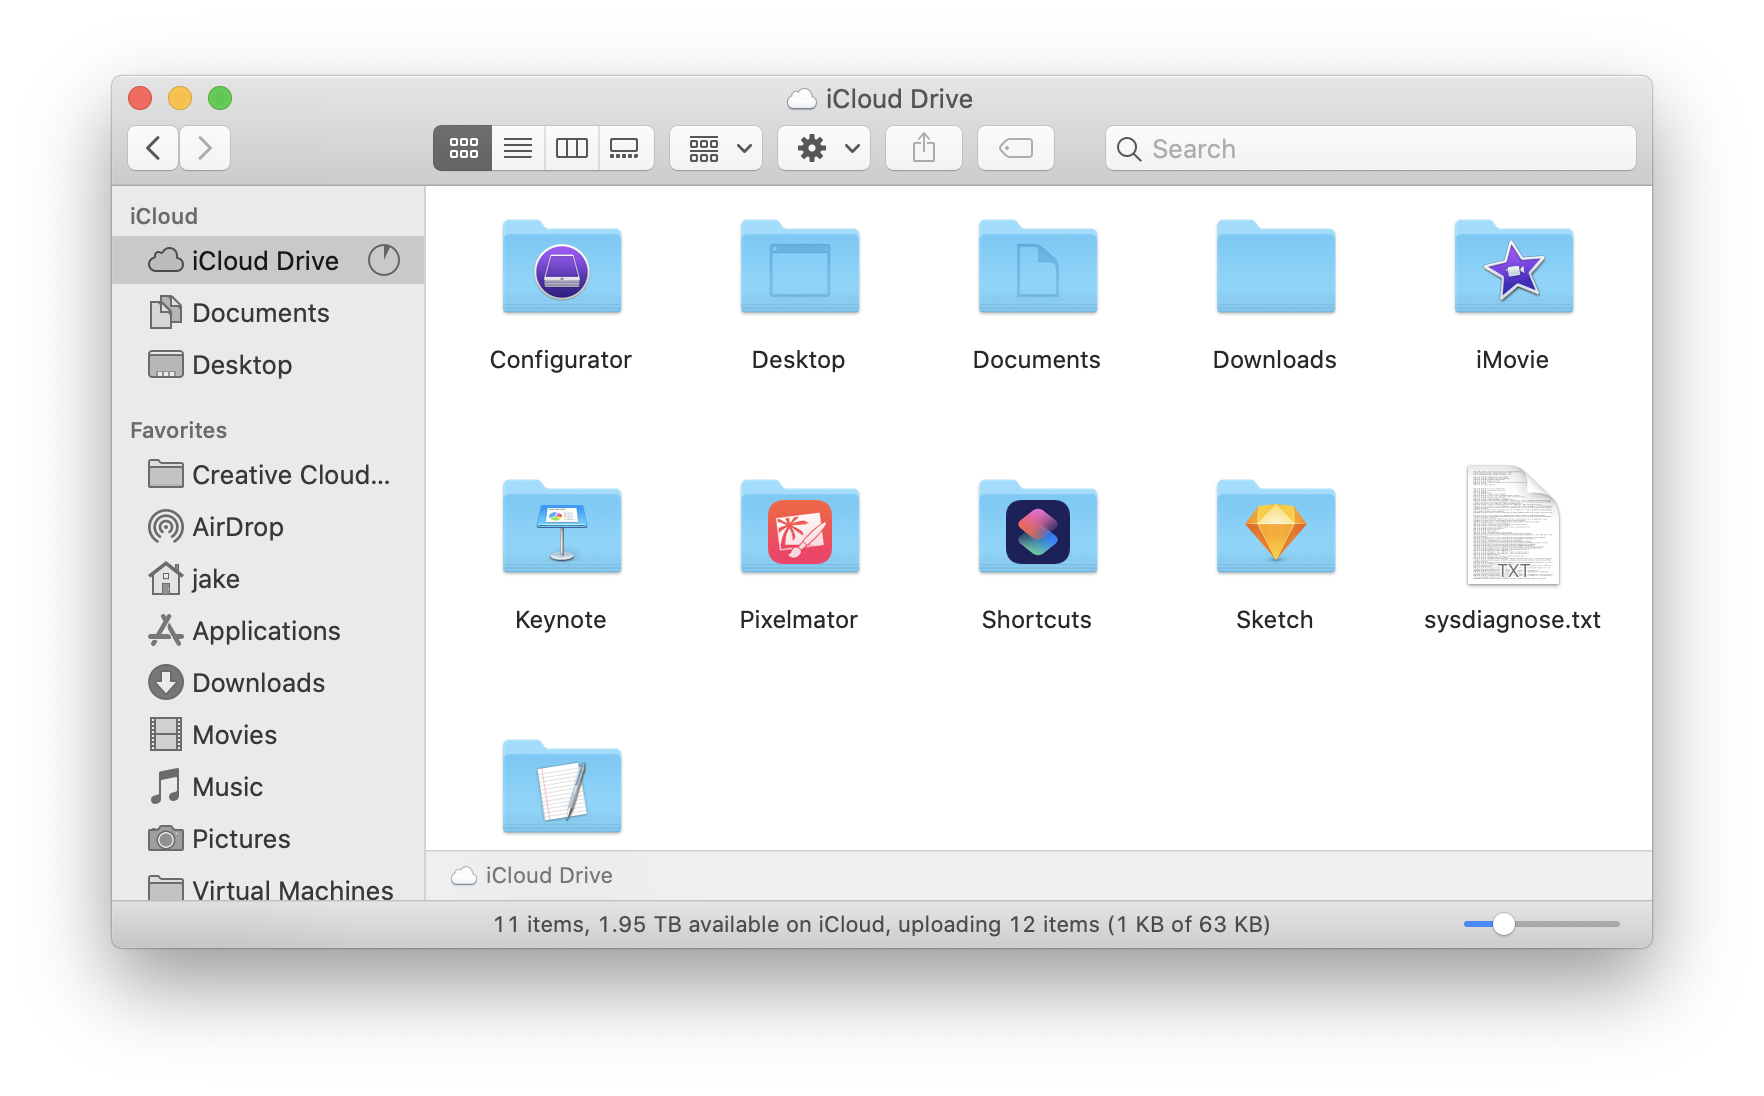 iCloud Drive
Search
iCloud
iCloud Drive
Documents
Desktop
Favorites
Creative Cloud...
AirDrop
jake
Applications
Downloads
Movies
Music
Pictures
Virtual Machines
Configurator
Desktop
Documents
Downloads
iMovie
Keynote
Pixelmator
Shortcuts
Sketch
TXT
sysdiagnose.txt
iCloud Drive
11 items, 1.95 TB available on iCloud, uploading 12 items (1 KB of 63 KB)